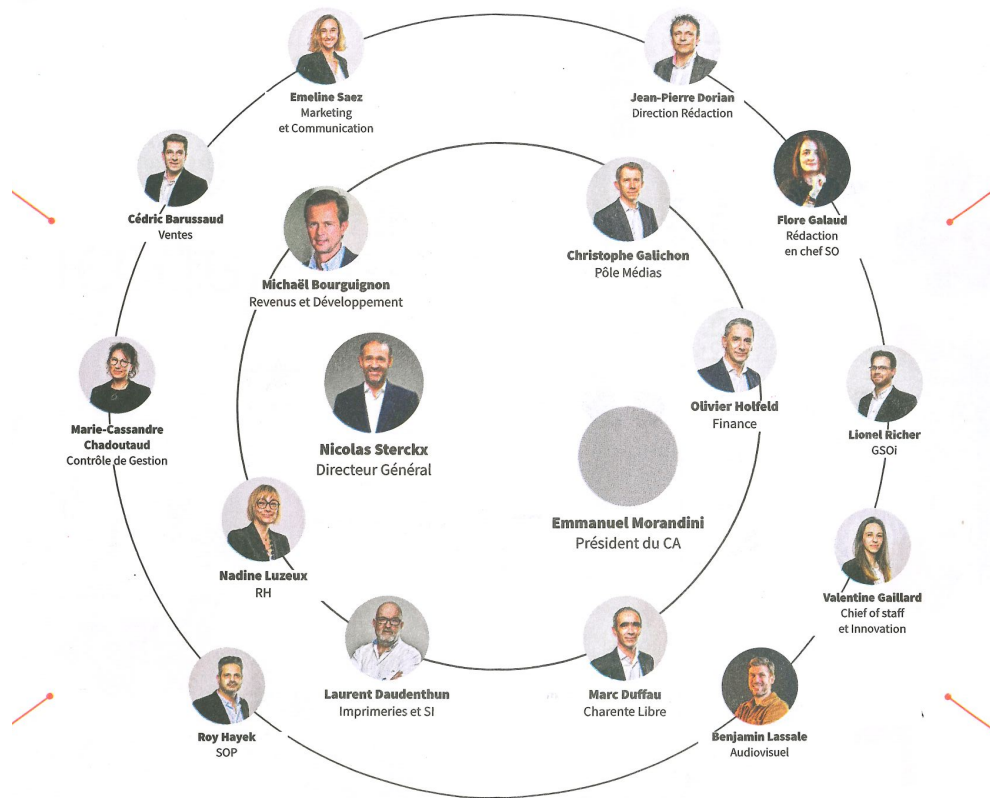 Emeline Saez
Marketing
et Communication
Jean-Pierre Dorian
Direction Rédaction
Cédric Barussaud
Ventes
Flore Galaud
Rédaction
en chef SO
Christophe Galichon
Pôle Médias
Michaël Bourguignon
Revenus et Développement
Olivier Holfeld
Finance
Marie-Cassandre
Chadoutaud
Contrôle de Gestion
Lionel Richer
GSOi
Nicolas Sterckx
Directeur Général
Emmanuel Morandini
Président du CA
Nadine Luzeux
RH
Valentine Gaillard
Chief of staff
et Innovation
Laurent Daudenthun
Imprimeries et SI
Marc Duffau
Charente Libre
Roy Hayek
SOP
Benjamin Lassale
Audiovisuel